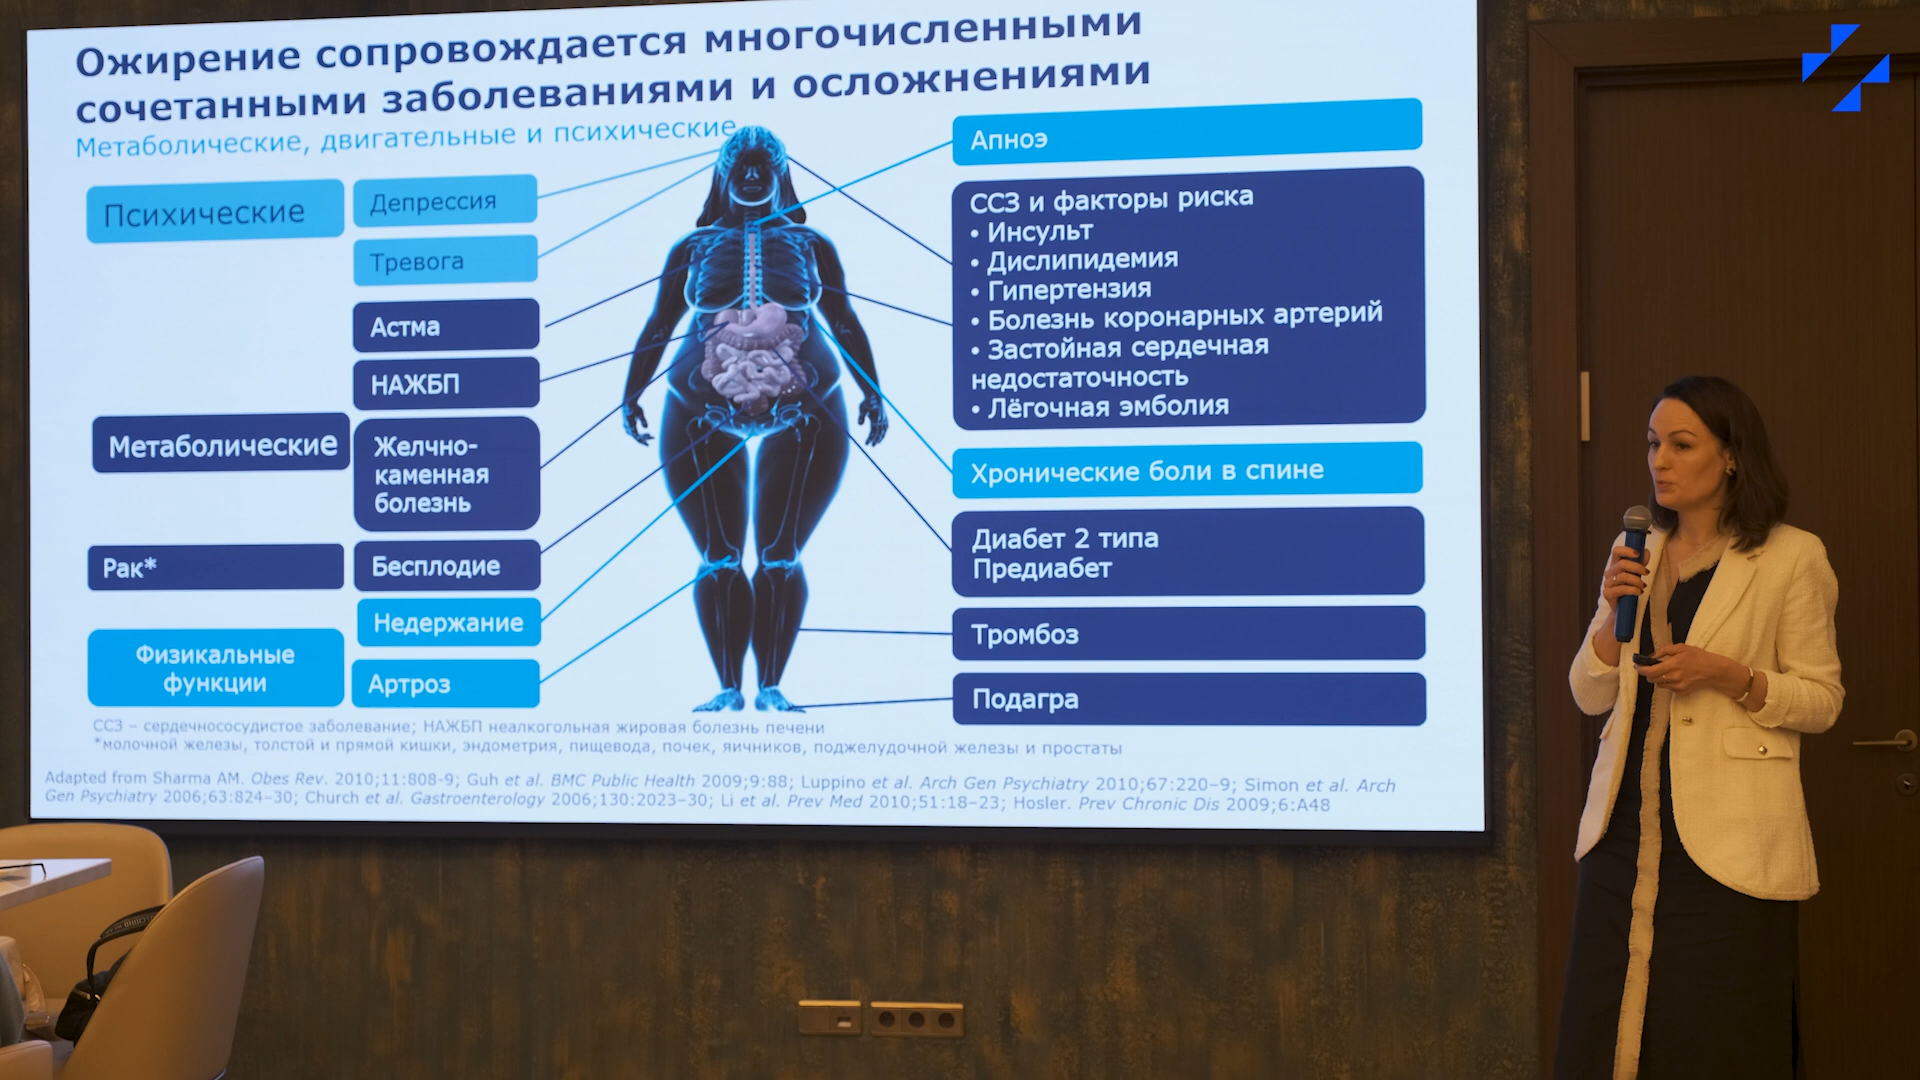 Ожирение сопровождается многочисленными
сочетанными заболеваниями и осложнениями
Метаболические, двигательные и психические
Психические
Депрессия
Тревога
Астма
НАЖБП
Метаболические
Желчно-
каменная
болезнь
Рак*
Бесплодие
Недержание
Физикальные
функции
Артроз
Апноэ
ССЗ и факторы риска
• Инсульт
• Дислипидемия
• Гипертензия
• Болезнь коронарных артерий
• Застойная сердечная
недостаточность
• Лёгочная эмболия
Хронические боли в спине
Диабет 2 типа
Предиабет
Тромбоз
Подагра
ССЗ – сердечнососудистое заболевание; НАЖБП неалкогольная жировая болезнь печени
*молочной железы, толстой и прямой кишки, эндометрия, пищевода, почек, яичников, поджелудочной железы и простаты
Adapted from Sharma AM. Obes Rev. 2010;11:808-9; Guh et al. BMC Public Health 2009;9:88; Luppino et al. Arch Gen Psychiatry 2010;67:220–9; Simon et al. Arch
Gen Psychiatry 2006;63:824–30; Church et al. Gastroenterology 2006;130:2023–30; Li et al. Prev Med 2010;51:18–23; Hosler. Prev Chronic Dis 2009;6:A48